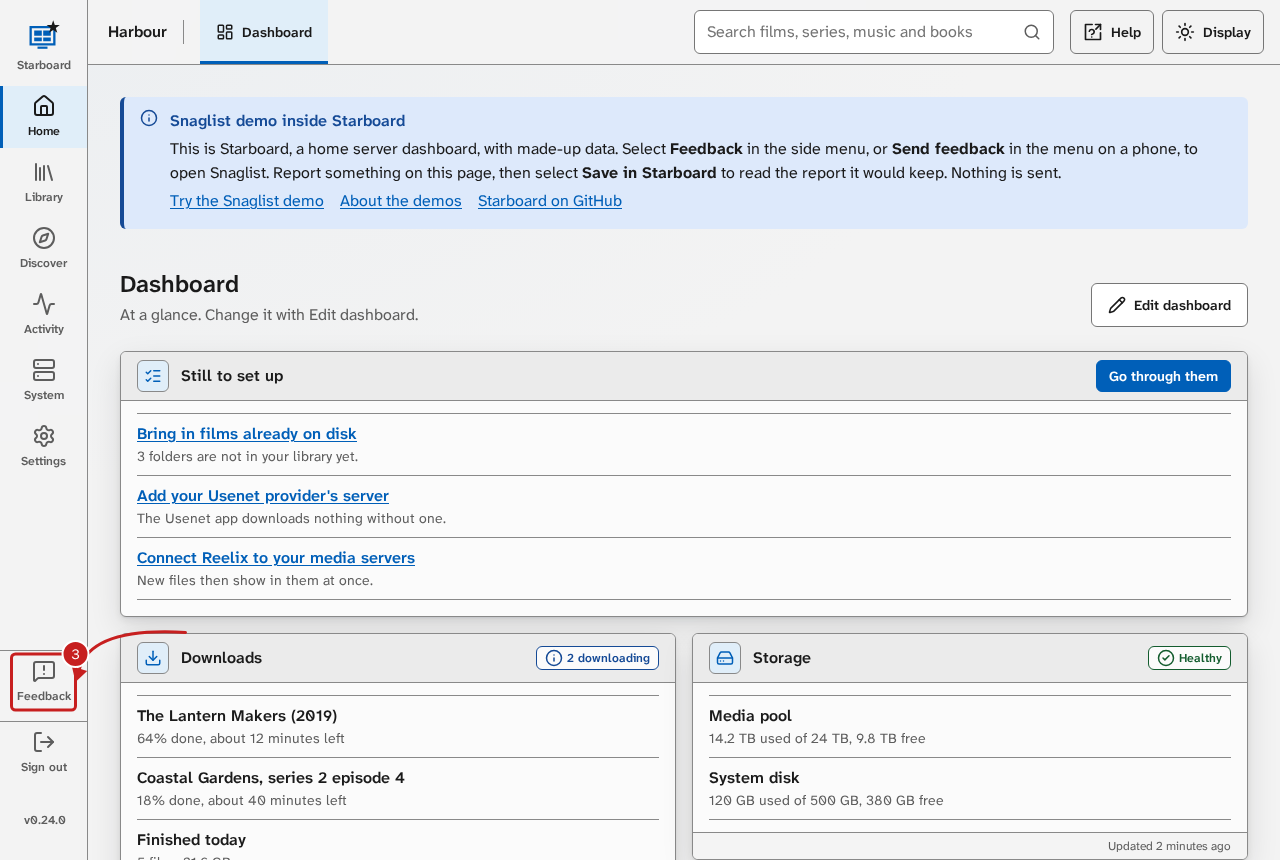 Starboard
Home
Library
Discover
Activity
System
Settings
3
Feedback
Sign out
v0.24.0
Harbour
Dashboard
Search films, series, music and books
Help
Display
Snaglist demo inside Starboard
This is Starboard, a home server dashboard, with made-up data. Select Feedback in the side menu, or Send feedback in the menu on a phone, to
open Snaglist. Report something on this page, then select Save in Starboard to read the report it would keep. Nothing is sent.
Try the Snaglist demo About the demos Starboard on GitHub
Dashboard
At a glance. Change it with Edit dashboard.
Edit dashboard
Still to set up
Go through them
Bring in films already on disk
3 folders are not in your library yet.
Add your Usenet provider's server
The Usenet app downloads nothing without one.
Connect Reelix to your media servers
New files then show in them at once.
Downloads
2 downloading
The Lantern Makers (2019)
64% done, about 12 minutes left
Coastal Gardens, series 2 episode 4
18% done, about 40 minutes left
Finished today
Storage
Healthy
Media pool
14.2 TB used of 24 TB, 9.8 TB free
System disk
120 GB used of 500 GB, 380 GB free
Updated 2 minutes ago